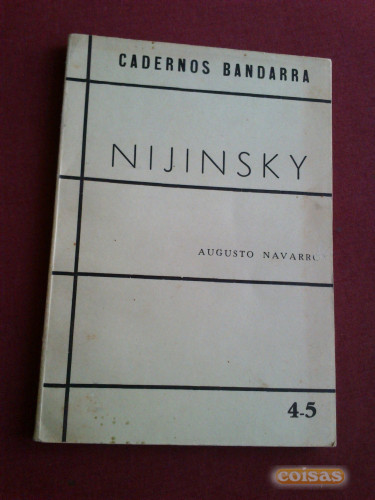 CADERNOS BANDARRA
NIJINSKY
AUGUSTO NAVARRO
4-5
coisas